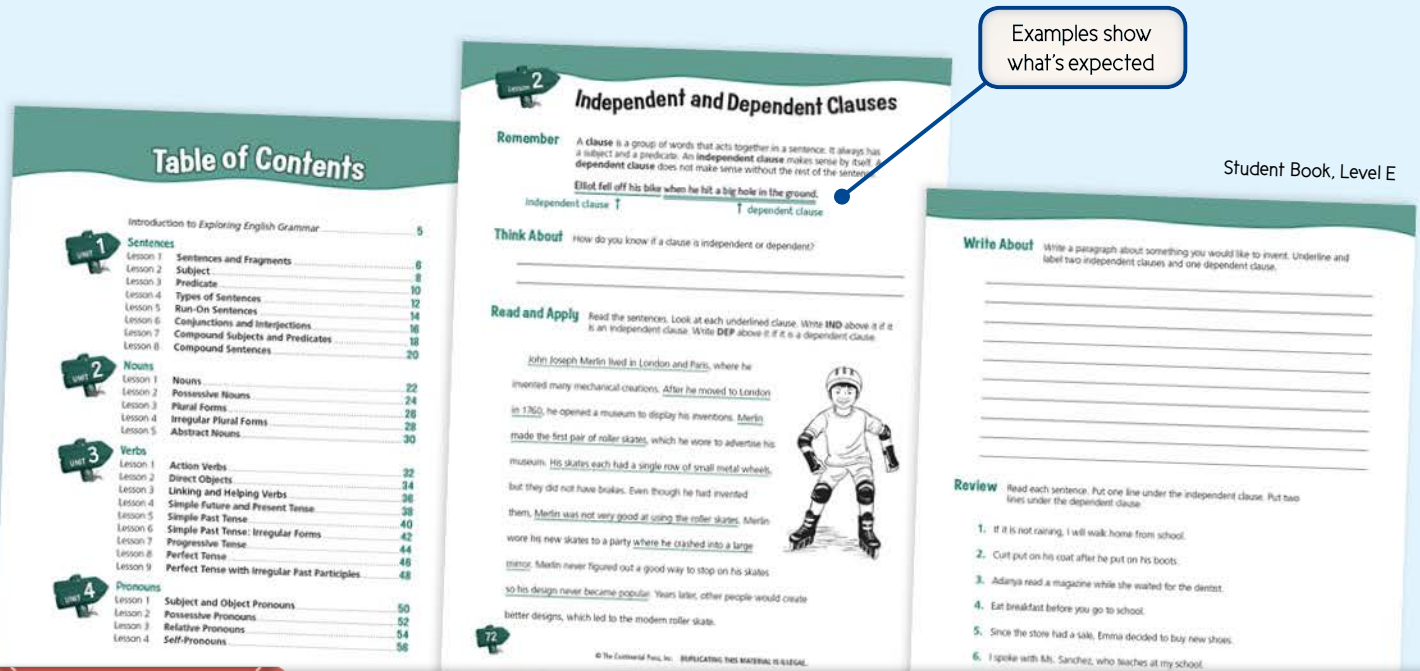 Examples show
what's expected
Student Book, Level E
Table of Contents
Introduction to Exploring English Grammar 5
UNIT 1
Sentences
Lesson 1 Sentences and Fragments 6
Lesson 2 Subject 8
Lesson 3 Predicate 10
Lesson 4 Types of Sentences 12
Lesson 5 Run-On Sentences 14
Lesson 6 Conjunctions and Interjections 16
Lesson 7 Compound Subjects and Predicates 18
Lesson 8 Compound Sentences 20
UNIT 2
Nouns
Lesson 1 Nouns 22
Lesson 2 Possessive Nouns 24
Lesson 3 Plural Forms 26
Lesson 4 Irregular Plural Forms 28
Lesson 5 Abstract Nouns 30
UNIT 3
Verbs
Lesson 1 Action Verbs 32
Lesson 2 Direct Objects 34
Lesson 3 Linking and Helping Verbs 36
Lesson 4 Simple Future and Present Tense 38
Lesson 5 Simple Past Tense 40
Lesson 6 Simple Past Tense: Irregular Forms 42
Lesson 7 Progressive Tense 44
Lesson 8 Perfect Tense 46
Lesson 9 Perfect Tense with Irregular Past Participles 48
UNIT 4
Pronouns
Lesson 1 Subject and Object Pronouns 50
Lesson 2 Possessive Pronouns 52
Lesson 3 Relative Pronouns 54
Lesson 4 Self-Pronouns 56
Lesson 2
Independent and Dependent Clauses
Remember A clause is a group of words that acts together in a sentence. It always has
a subject and a predicate. An independent clause makes sense by itself. A
dependent clause does not make sense without the rest of the sentence.
Elliot fell off his bike when he hit a big hole in the ground.
independent clause ↑ ↑ dependent clause
Think About How do you know if a clause is independent or dependent?
Read and Apply Read the sentences. Look at each underlined clause. Write IND above it if it
is an independent clause. Write DEP above it if it is a dependent clause.
John Joseph Merlin lived in London and Paris, where he
invented many mechanical creations. After he moved to London
in 1760, he opened a museum to display his inventions. Merlin
made the first pair of roller skates, which he wore to advertise his
museum. His skates each had a single row of small metal wheels,
but they did not have brakes. Even though he had invented
them, Merlin was not very good at using the roller skates. Merlin
wore his new skates to a party where he crashed into a large
mirror. Merlin never figured out a good way to stop on his skates
so his design never became popular. Years later, other people would create
better designs, which led to the modern roller skate.
72
© The Continental Press, Inc. DUPLICATING THIS MATERIAL IS ILLEGAL.
Write About Write a paragraph about something you would like to invent. Underline and
label two independent clauses and one dependent clause.
Review Read each sentence. Put one line under the independent clause. Put two
lines under the dependent clause.
1. If it is not raining, I will walk home from school.
2. Curt put on his coat after he put on his boots.
3. Adanya read a magazine while she waited for the dentist.
4. Eat breakfast before you go to school.
5. Since the store had a sale, Emma decided to buy new shoes.
6. I spoke with Ms. Sanchez, who teaches at my school.